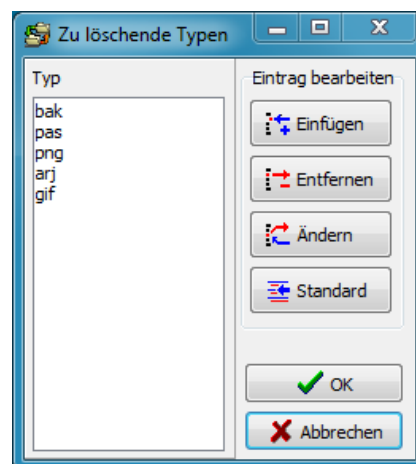 Zu löschende Typen
Typ
bak
pas
png
arj
gif
Eintrag bearbeiten
Einfügen
Entfernen
Ändern
Standard
OK
Abbrechen